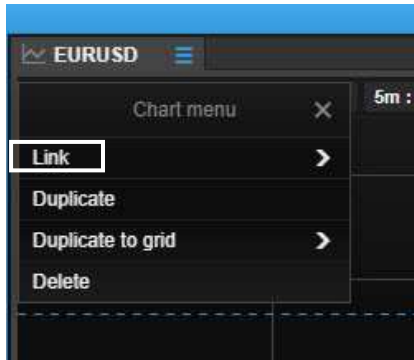 EURUSD
Chart menu
5m :
Link
Duplicate
Duplicate to grid
Delete